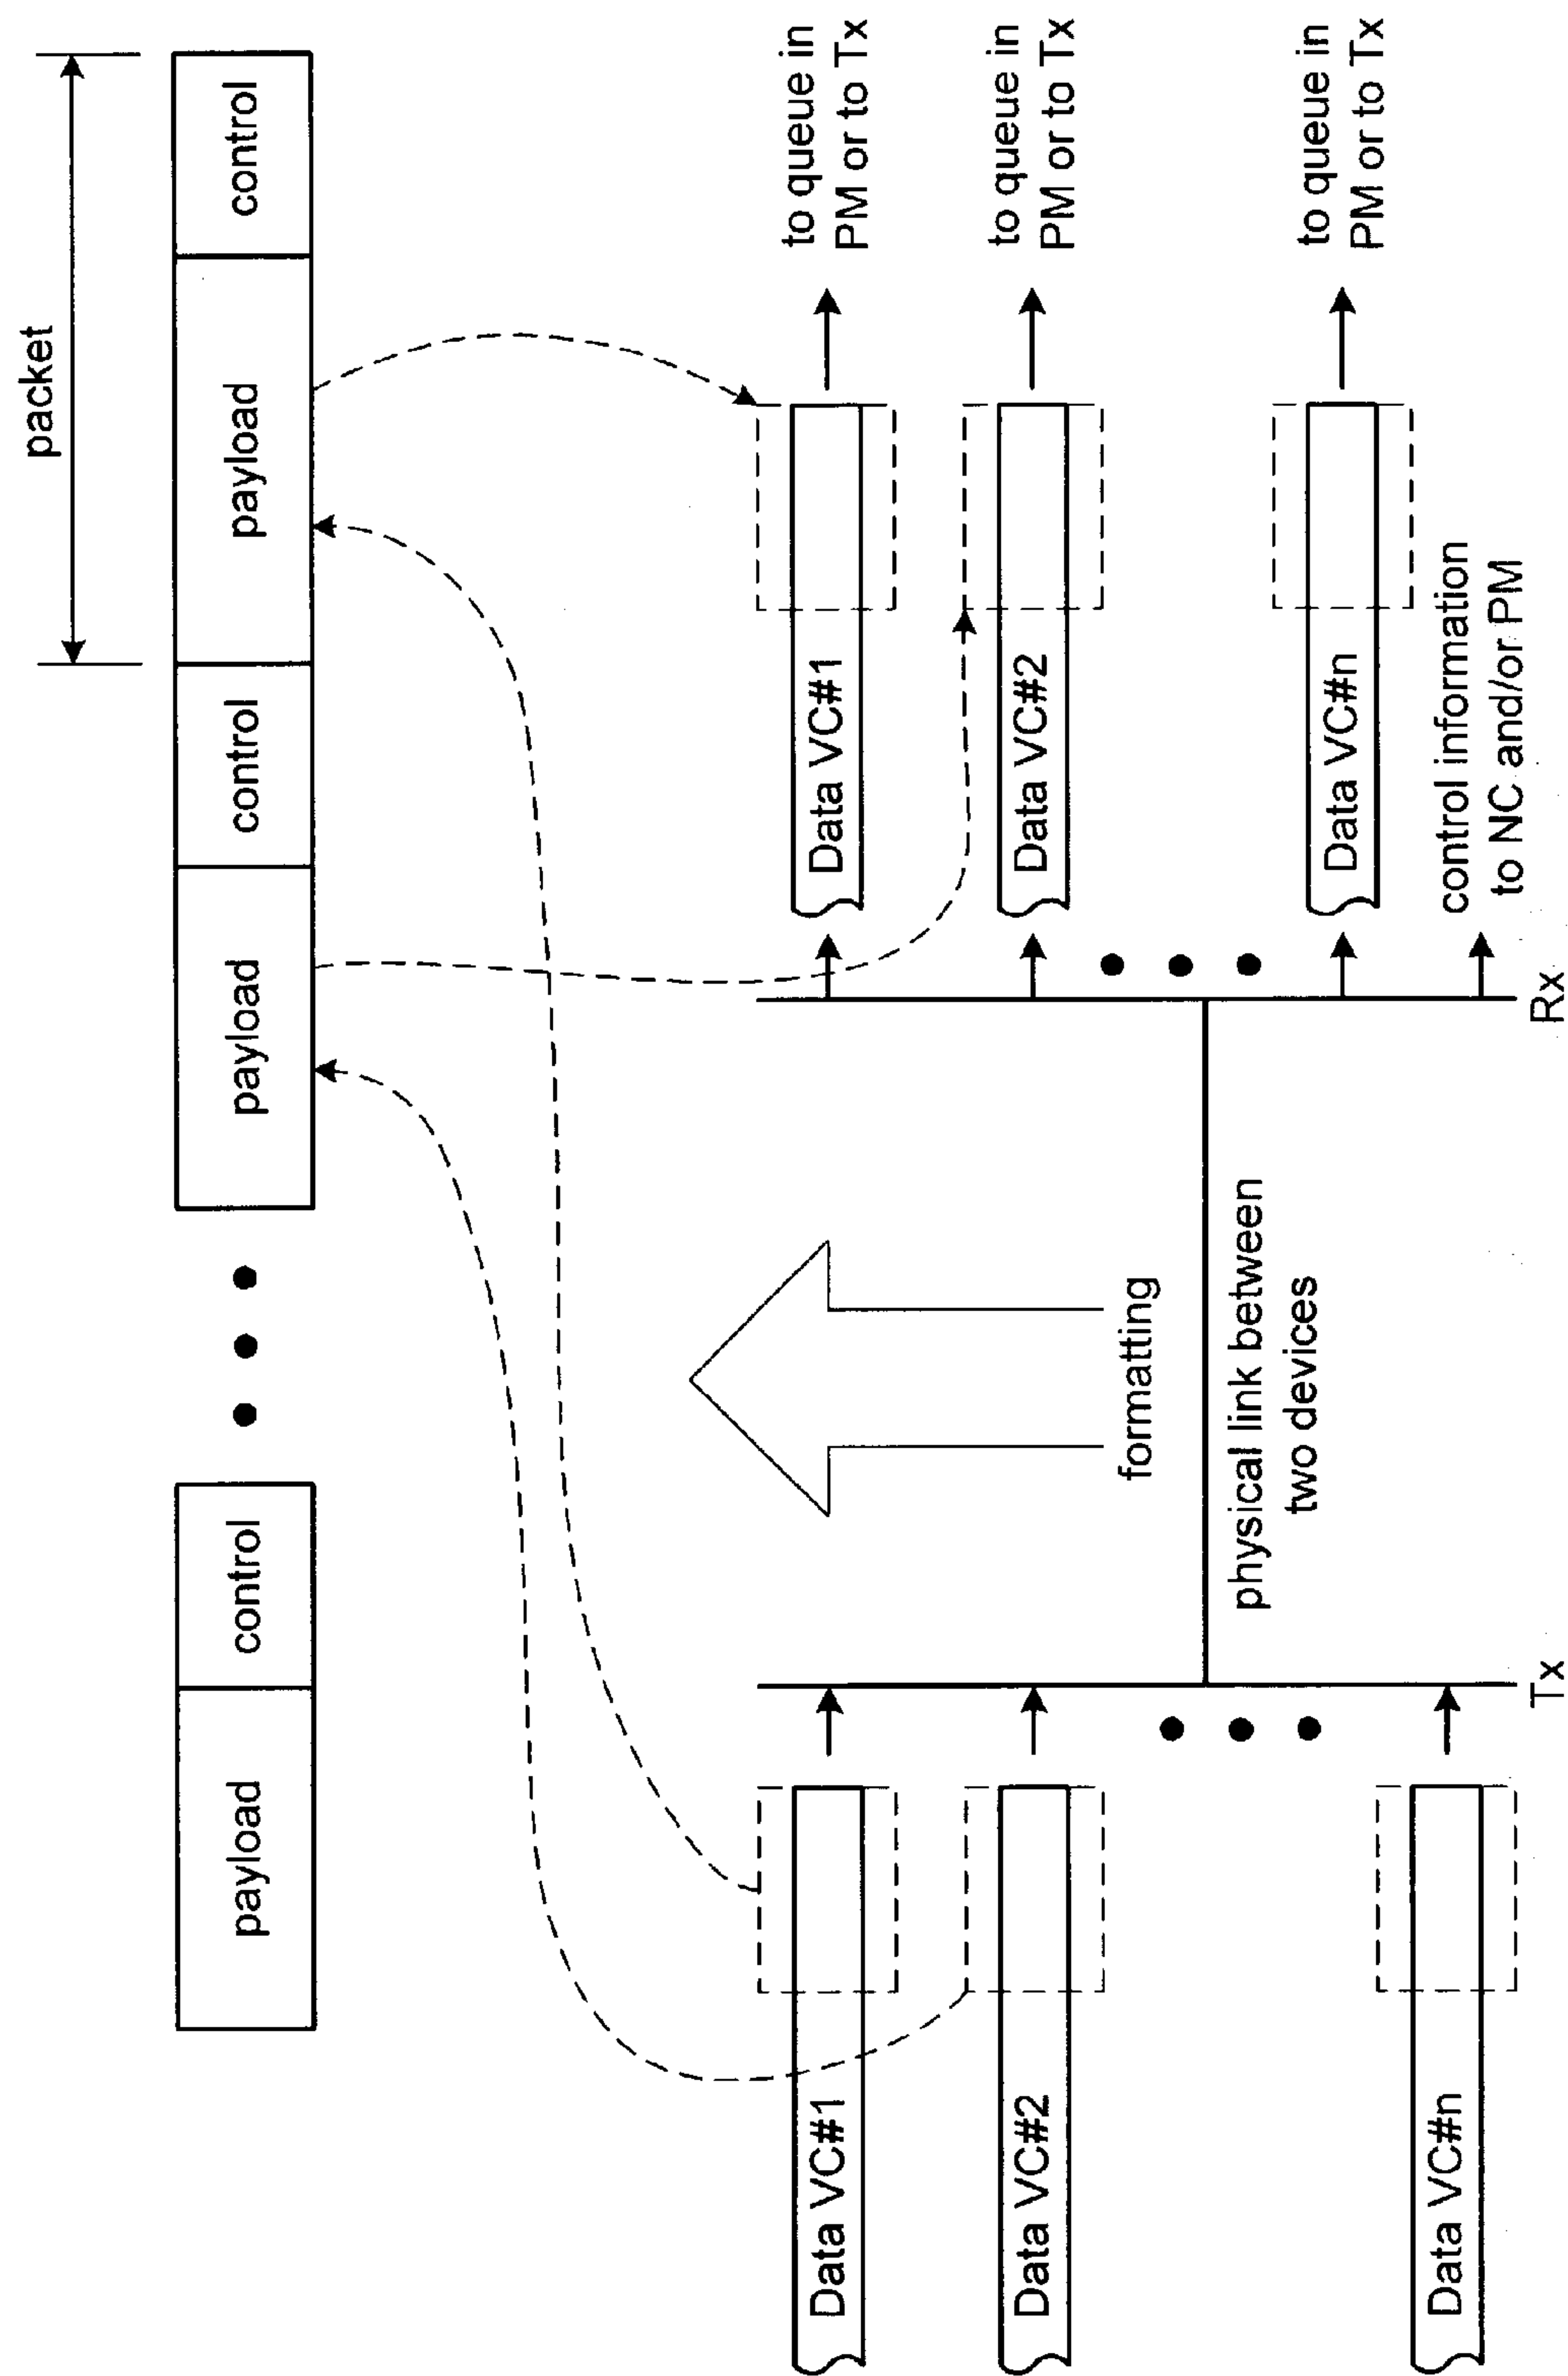 packet
payload
control
payload
control
payload
control
Data VC#1
Data VC#2
Data VC#n
Tx
formatting
physical link between
two devices
Rx
Data VC#1
Data VC#2
Data VC#n
to queue in
PM or to Tx
to queue in
PM or to Tx
to queue in
PM or to Tx
control information
to NC and/or PM